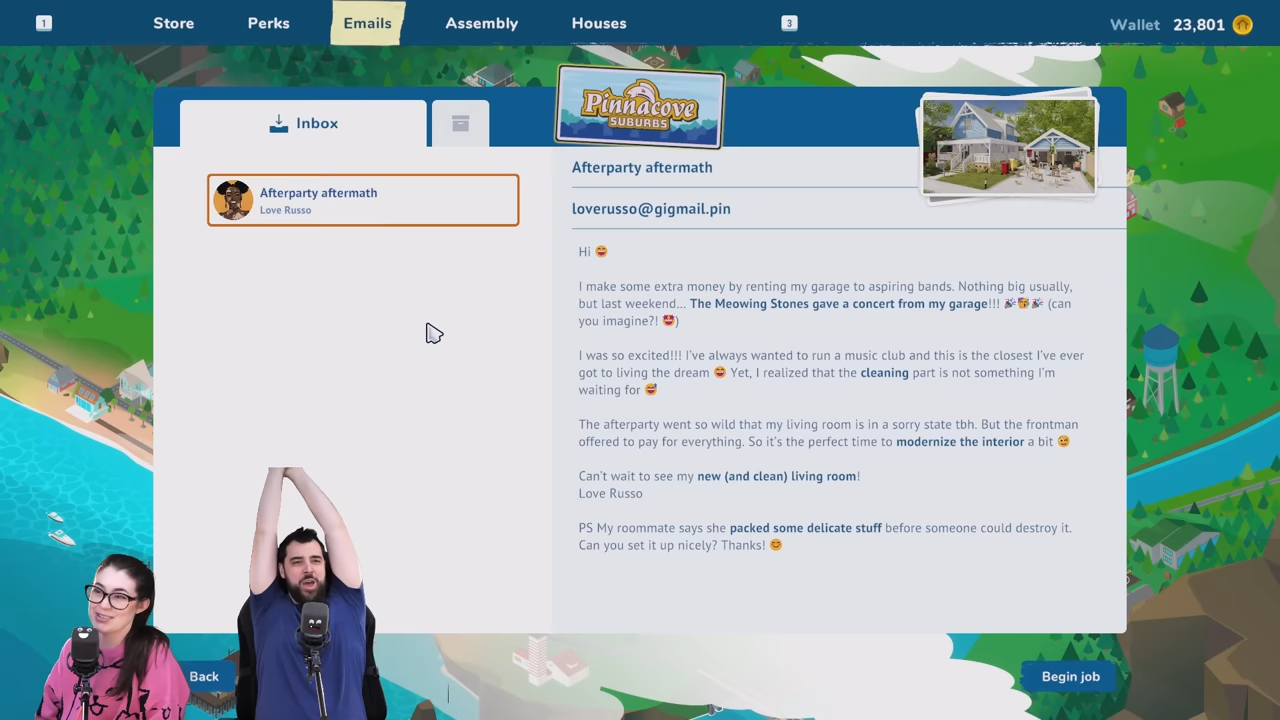 1 Store Perks Emails Assembly Houses 3 Wallet 23,801
Inbox
Pinnacove
SUBURBS
Afterparty aftermath
Love Russo
Afterparty aftermath
loverusso@gigmail.pin
Hi 😄
I make some extra money by renting my garage to aspiring bands. Nothing big usually,
but last weekend... The Meowing Stones gave a concert from my garage!!! 🎉🥳🎉 (can
you imagine?! 🤩)
I was so excited!!! I've always wanted to run a music club and this is the closest I've ever
got to living the dream 😄 Yet, I realized that the cleaning part is not something I'm
waiting for 😅
The afterparty went so wild that my living room is in a sorry state tbh. But the frontman
offered to pay for everything. So it's the perfect time to modernize the interior a bit 😉
Can't wait to see my new (and clean) living room!
Love Russo
PS My roommate says she packed some delicate stuff before someone could destroy it.
Can you set it up nicely? Thanks! 😊
Back
Begin job